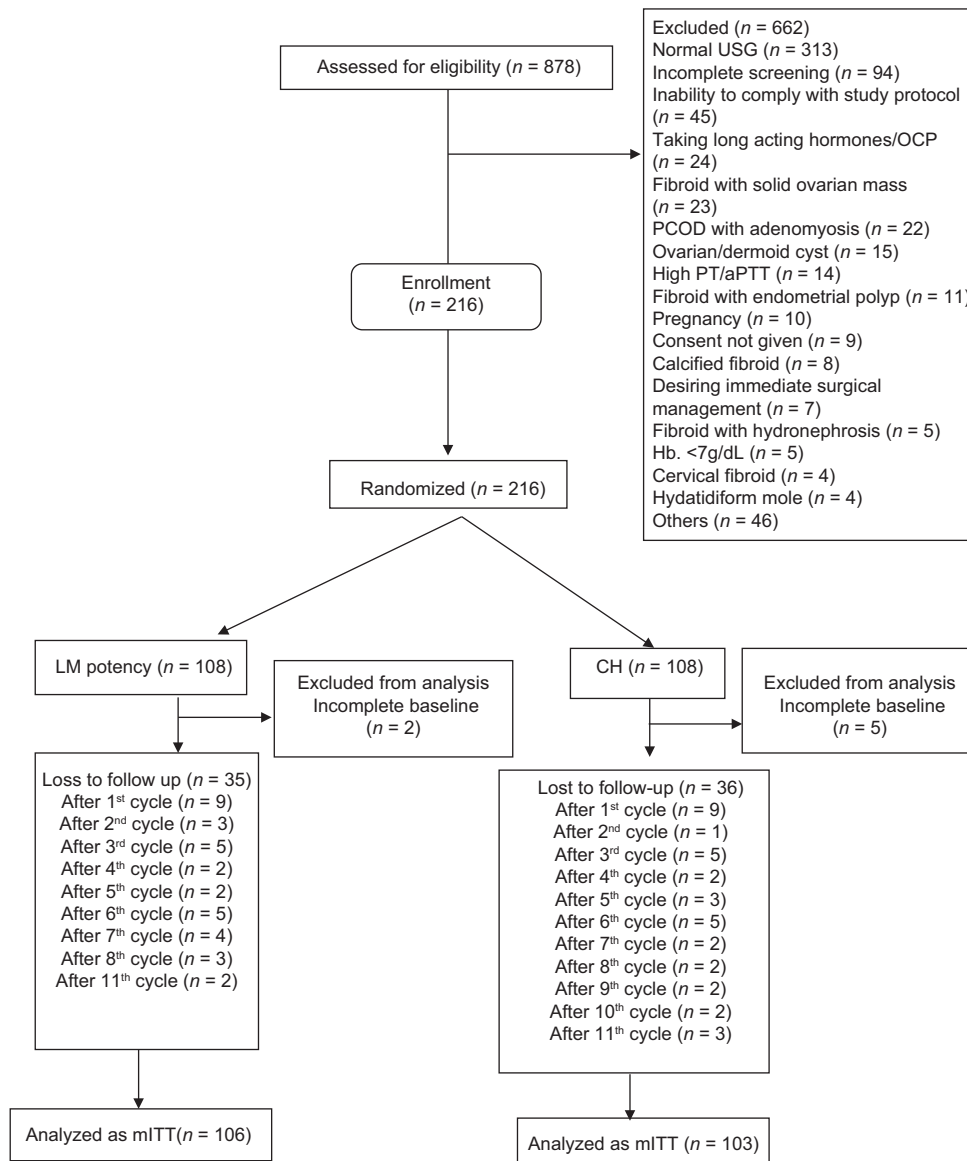 Assessed for eligibility (n = 878)
Excluded (n = 662)
Normal USG (n = 313)
Incomplete screening (n = 94)
Inability to comply with study protocol
(n = 45)
Taking long acting hormones/OCP
(n = 24)
Fibroid with solid ovarian mass
(n = 23)
PCOD with adenomyosis (n = 22)
Ovarian/dermoid cyst (n = 15)
High PT/aPTT (n = 14)
Fibroid with endometrial polyp (n = 11)
Pregnancy (n = 10)
Consent not given (n = 9)
Calcified fibroid (n = 8)
Desiring immediate surgical
management (n = 7)
Fibroid with hydronephrosis (n = 5)
Hb. <7g/dL (n = 5)
Cervical fibroid (n = 4)
Hydatidiform mole (n = 4)
Others (n = 46)
Enrollment
(n = 216)
Randomized (n = 216)
LM potency (n = 108)
Excluded from analysis
Incomplete baseline
(n = 2)
Loss to follow up (n = 35)
After 1st cycle (n = 9)
After 2nd cycle (n = 3)
After 3rd cycle (n = 5)
After 4th cycle (n = 2)
After 5th cycle (n = 2)
After 6th cycle (n = 5)
After 7th cycle (n = 4)
After 8th cycle (n = 3)
After 11th cycle (n = 2)
Analyzed as mITT(n = 106)
CH (n = 108)
Excluded from analysis
Incomplete baseline
(n = 5)
Lost to follow-up (n = 36)
After 1st cycle (n = 9)
After 2nd cycle (n = 1)
After 3rd cycle (n = 5)
After 4th cycle (n = 2)
After 5th cycle (n = 3)
After 6th cycle (n = 5)
After 7th cycle (n = 2)
After 8th cycle (n = 2)
After 9th cycle (n = 2)
After 10th cycle (n = 2)
After 11th cycle (n = 3)
Analyzed as mITT (n = 103)